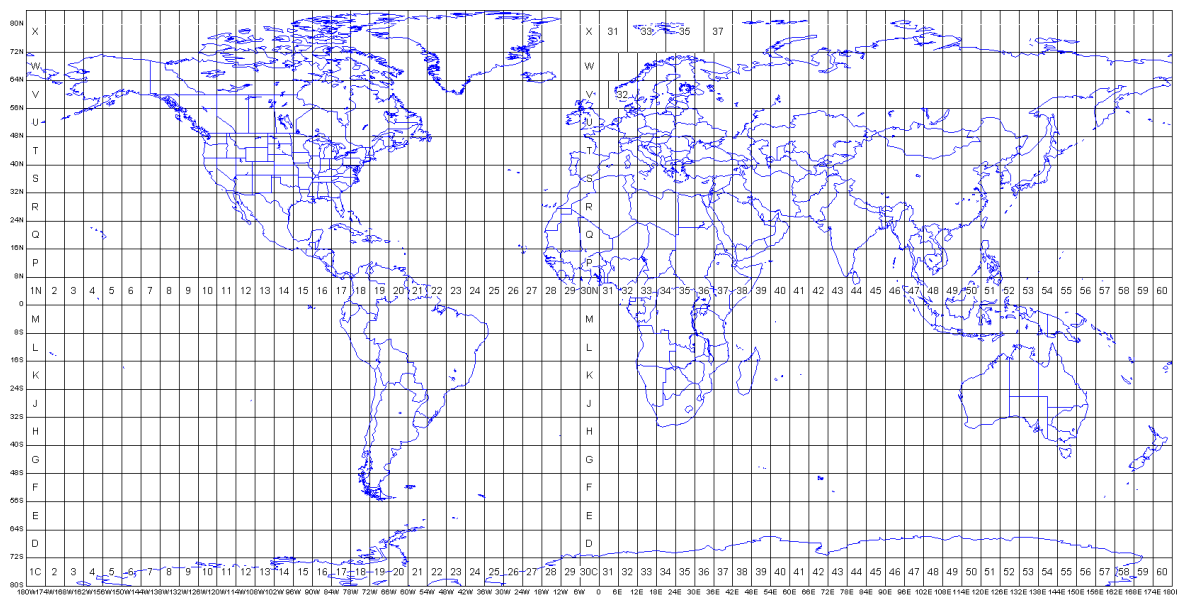 80N
X X 31 33 35 37
72N
W W
64N
V V 32
56N
U U
48N
T T
40N
S S
32N
R R
24N
Q Q
16N
P P
8N
1N 2 3 4 5 6 7 8 9 10 11 12 13 14 15 16 17 18 19 20 21 22 23 24 25 26 27 28 29 30N 31 32 33 34 35 36 37 38 39 40 41 42 43 44 45 46 47 48 49 50 51 52 53 54 55 56 57 58 59 60
0
M M
8S
L L
16S
K K
24S
J J
32S
H H
40S
G G
48S
F F
56S
E E
64S
D D
72S
1C 2 3 4 5 6 7 8 9 10 11 12 13 14 15 16 17 18 19 20 21 22 23 24 25 26 27 28 29 30C 31 32 33 34 35 36 37 38 39 40 41 42 43 44 45 46 47 48 49 50 51 52 53 54 55 56 57 58 59 60
80S
180W 174W 168W 162W 156W 150W 144W 138W 132W 126W 120W 114W 108W 102W 96W 90W 84W 78W 72W 66W 60W 54W 48W 42W 36W 30W 24W 18W 12W 6W 0 6E 12E 18E 24E 30E 36E 42E 48E 54E 60E 66E 72E 78E 84E 90E 96E 102E 108E 114E 120E 126E 132E 138E 144E 150E 156E 162E 168E 174E 180E